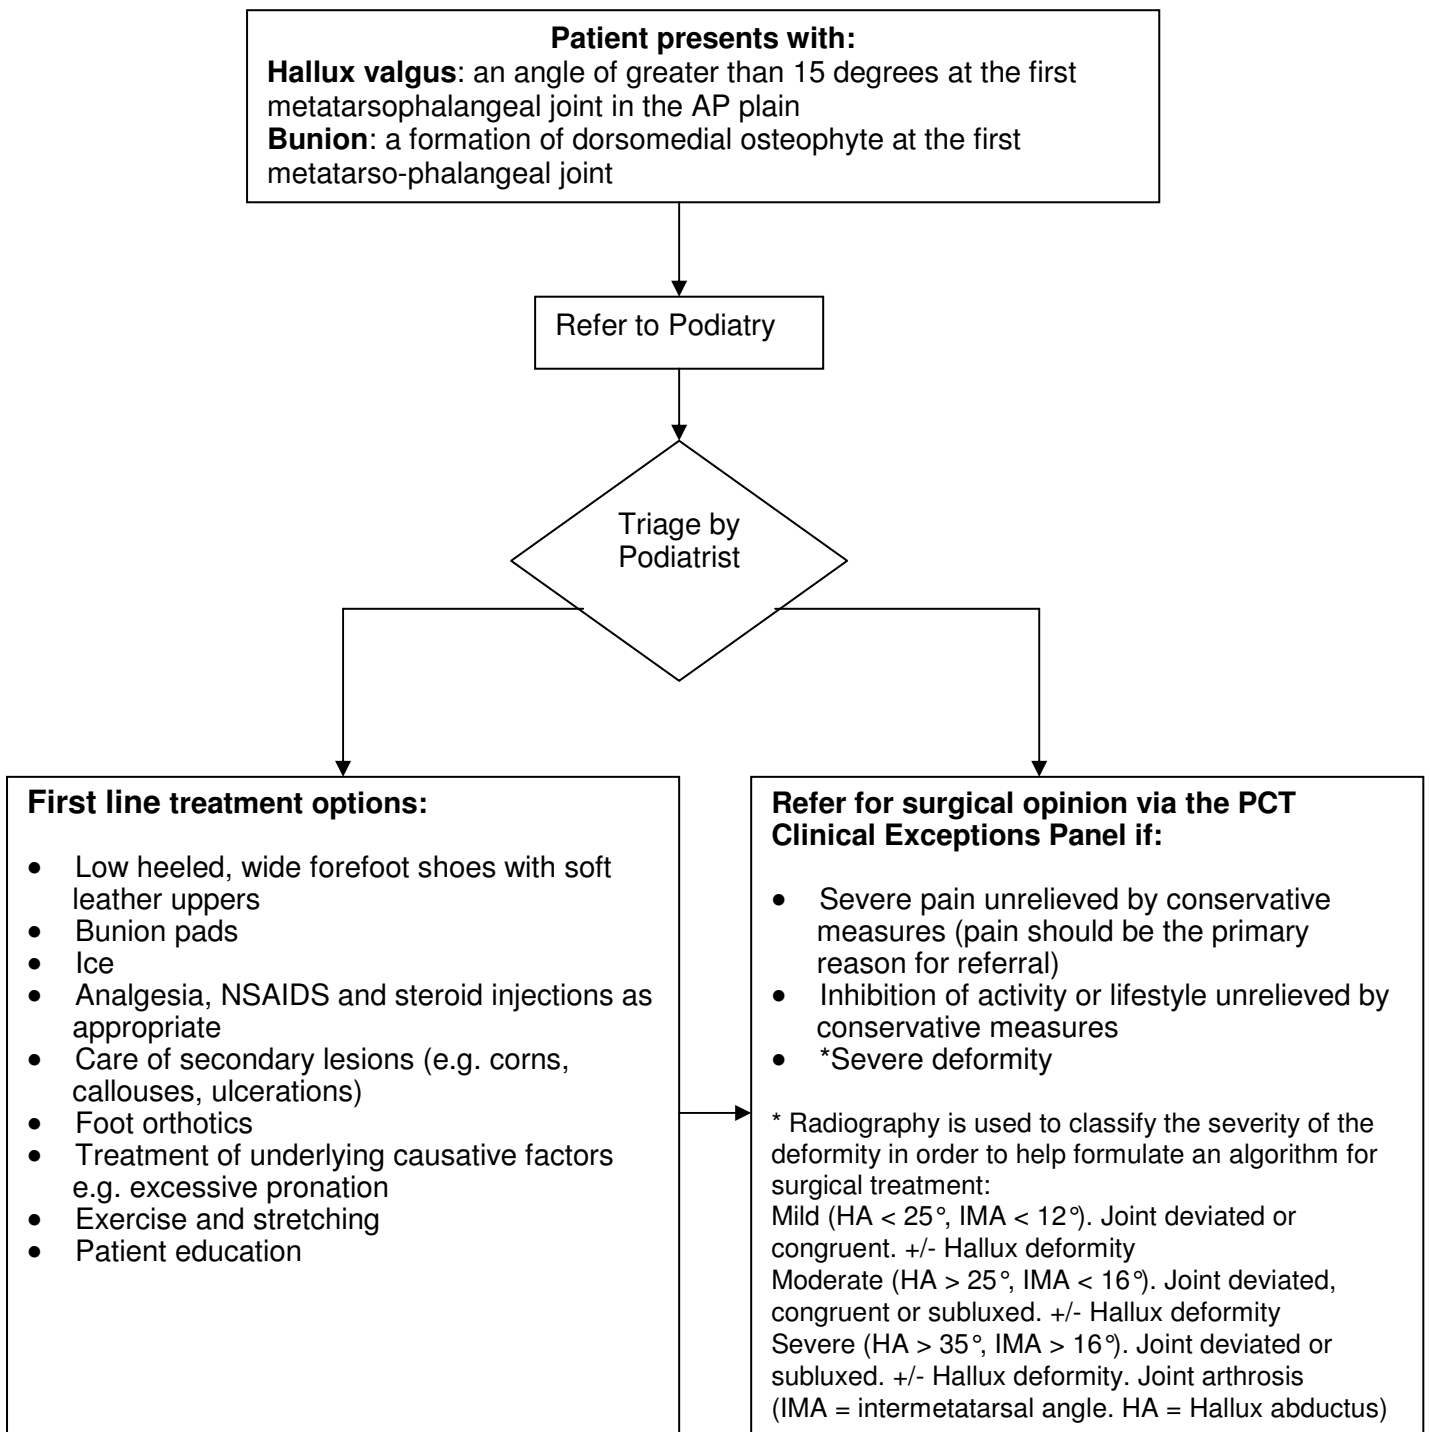 Patient presents with:
Hallux valgus: an angle of greater than 15 degrees at the first
metatarsophalangeal joint in the AP plain
Bunion: a formation of dorsomedial osteophyte at the first
metatarso-phalangeal joint
Refer to Podiatry
Triage by
Podiatrist
First line treatment options:
• Low heeled, wide forefoot shoes with soft
leather uppers
• Bunion pads
• Ice
• Analgesia, NSAIDS and steroid injections as
appropriate
• Care of secondary lesions (e.g. corns,
callouses, ulcerations)
• Foot orthotics
• Treatment of underlying causative factors
e.g. excessive pronation
• Exercise and stretching
• Patient education
Refer for surgical opinion via the PCT
Clinical Exceptions Panel if:
• Severe pain unrelieved by conservative
measures (pain should be the primary
reason for referral)
• Inhibition of activity or lifestyle unrelieved by
conservative measures
• *Severe deformity
* Radiography is used to classify the severity of the
deformity in order to help formulate an algorithm for
surgical treatment:
Mild (HA < 25°, IMA < 12°). Joint deviated or
congruent. +/- Hallux deformity
Moderate (HA > 25°, IMA < 16°). Joint deviated,
congruent or subluxed. +/- Hallux deformity
Severe (HA > 35°, IMA > 16°). Joint deviated or
subluxed. +/- Hallux deformity. Joint arthrosis
(IMA = intermetatarsal angle. HA = Hallux abductus)